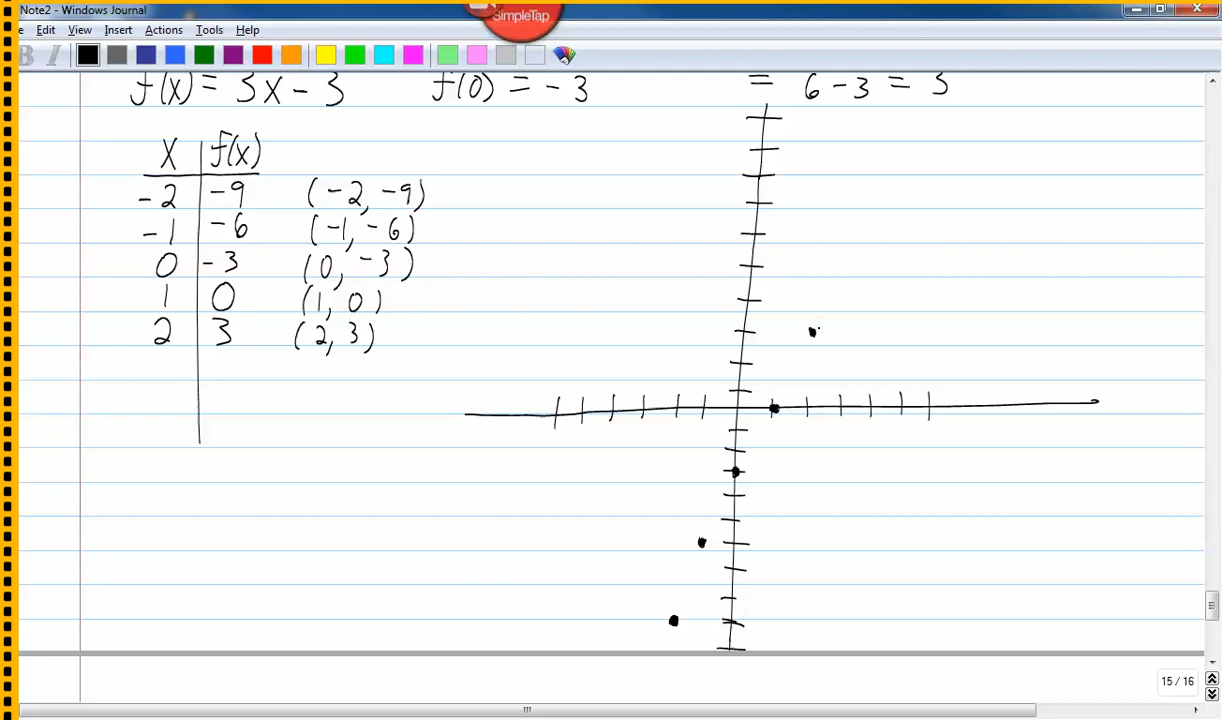 Note2 - Windows Journal
SimpleTap
Edit View Insert Actions Tools Help
B I
f(x) = 3x - 3 f(0) = -3 = 6 - 3 = 3
x f(x)
-2 -9 (-2, -9)
-1 -6 (-1, -6)
0 -3 (0, -3)
1 0 (1, 0)
2 3 (2, 3)
15 / 16